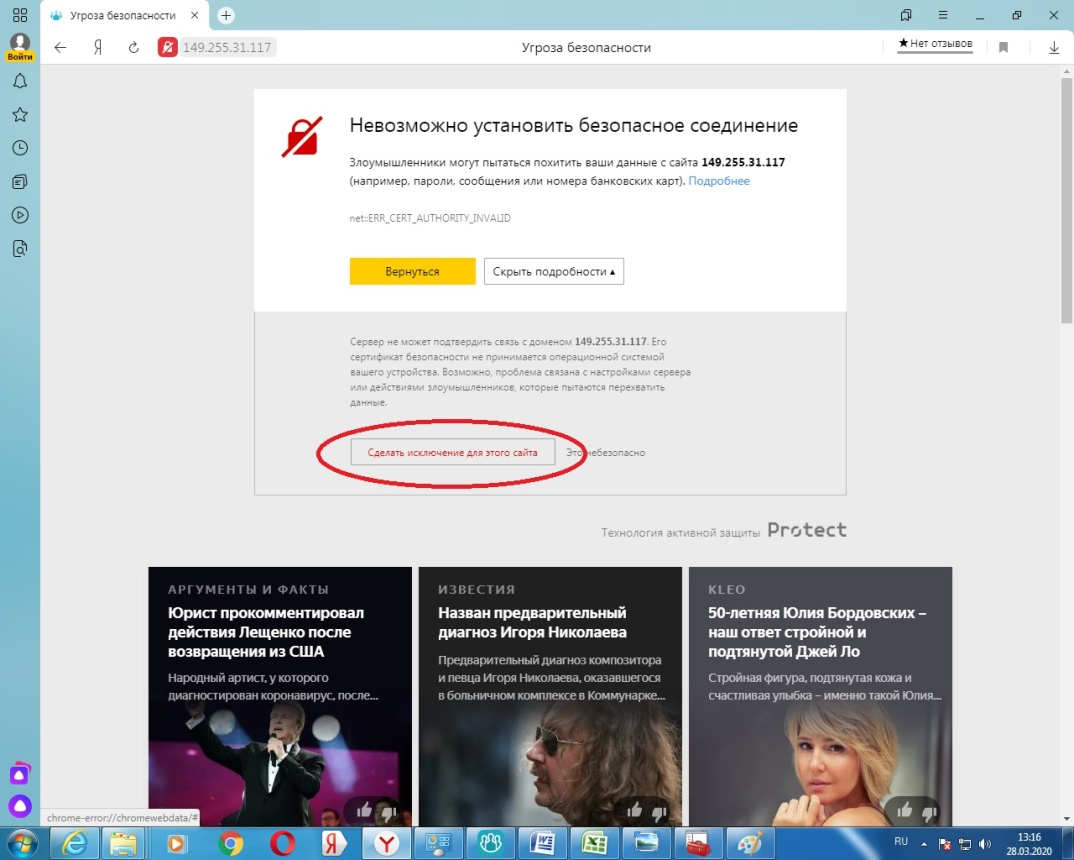 Угроза безопасности
Войти
149.255.31.117
Угроза безопасности
★Нет отзывов
Невозможно установить безопасное соединение
Злоумышленники могут пытаться похитить ваши данные с сайта 149.255.31.117
(например, пароли, сообщения или номера банковских карт). Подробнее
net::ERR_CERT_AUTHORITY_INVALID
Вернуться
Скрыть подробности ▴
Сервер не может подтвердить связь с доменом 149.255.31.117. Его
сертификат безопасности не принимается операционной системой
вашего устройства. Возможно, проблема связана с настройками сервера
или действиями злоумышленников, которые пытаются перехватить
данные.
Сделать исключение для этого сайта
Это небезопасно
Технология активной защиты Protect
АРГУМЕНТЫ И ФАКТЫ
Юрист прокомментировал
действия Лещенко после
возвращения из США
Народный артист, у которого
диагностирован коронавирус, после...
ИЗВЕСТИЯ
Назван предварительный
диагноз Игоря Николаева
Предварительный диагноз композитора
и певца Игоря Николаева, оказавшегося
в больничном комплексе в Коммунарке...
KLEO
50-летняя Юлия Бордовских –
наш ответ стройной и
подтянутой Джей Ло
Стройная фигура, подтянутая кожа и
счастливая улыбка – именно такой Юлия...
chrome-error://chromewebdata/#
RU
13:16
28.03.2020